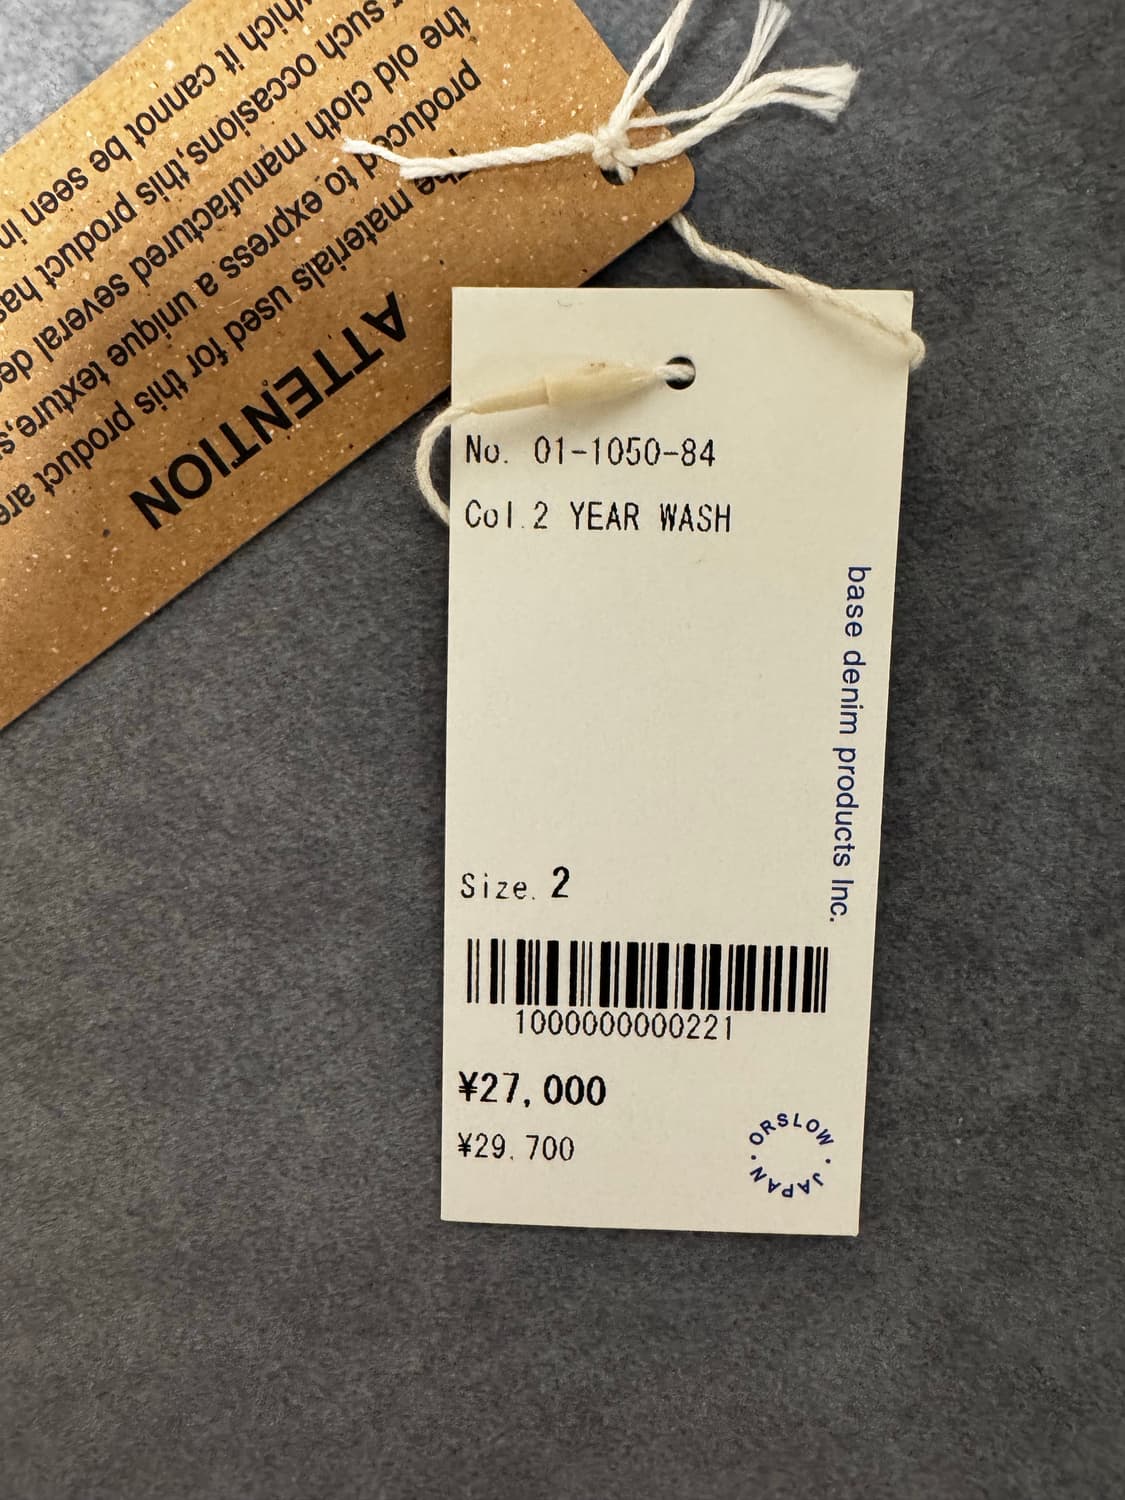 ATTENTION
materials used for this product are
produced to express a unique texture,
the old cloth manufactured several
such occasions,this product has
which it cannot be seen in
No. 01-1050-84
Col.2 YEAR WASH
base denim products Inc.
Size. 2
1000000000221
¥27,000
¥29.700
ORSLOW · JAPAN ·